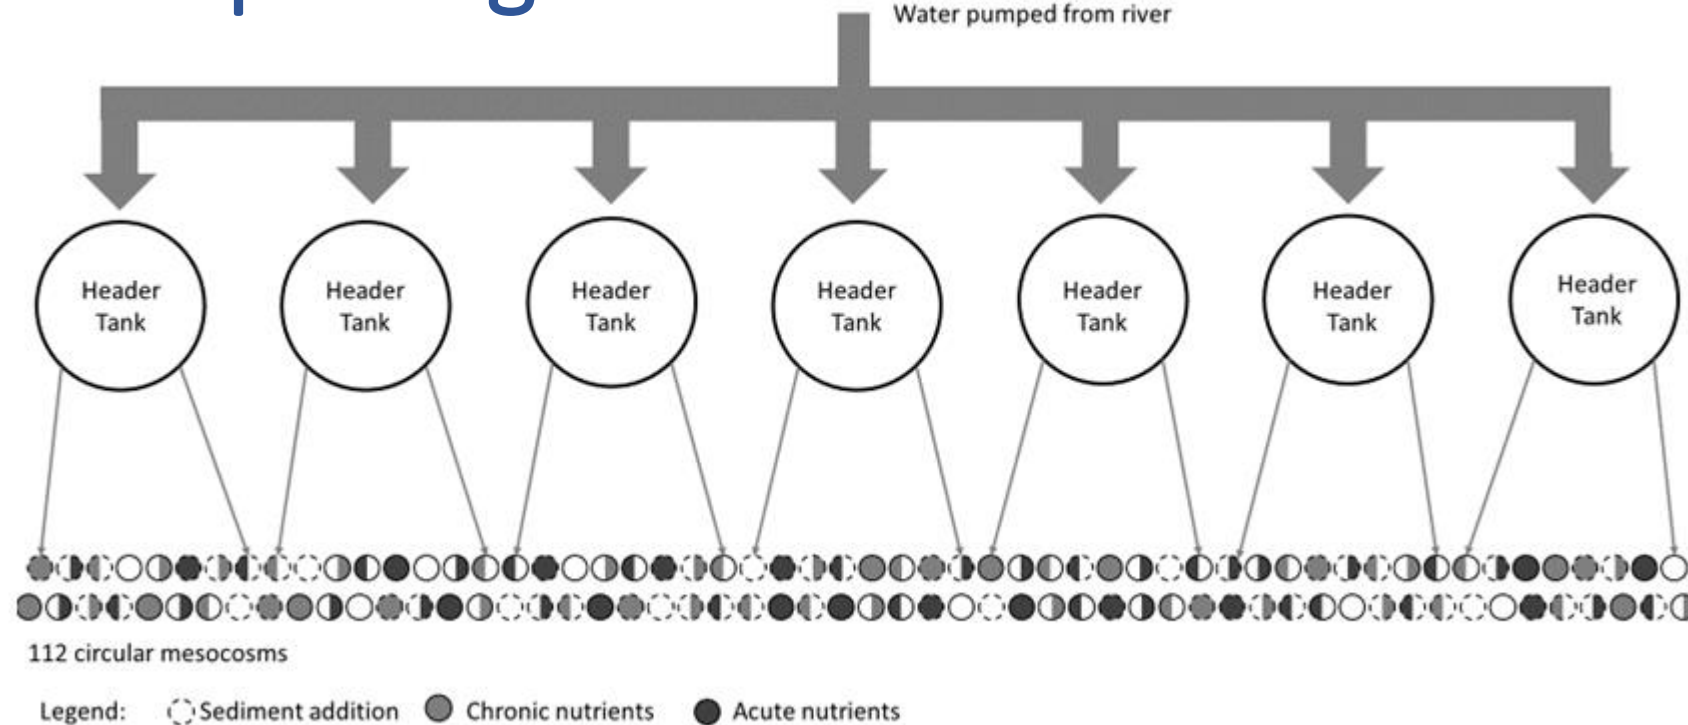 Water pumped from river
Header
Tank
Header
Tank
Header
Tank
Header
Tank
Header
Tank
Header
Tank
Header
Tank
112 circular mesocosms
Legend: Sediment addition Chronic nutrients Acute nutrients